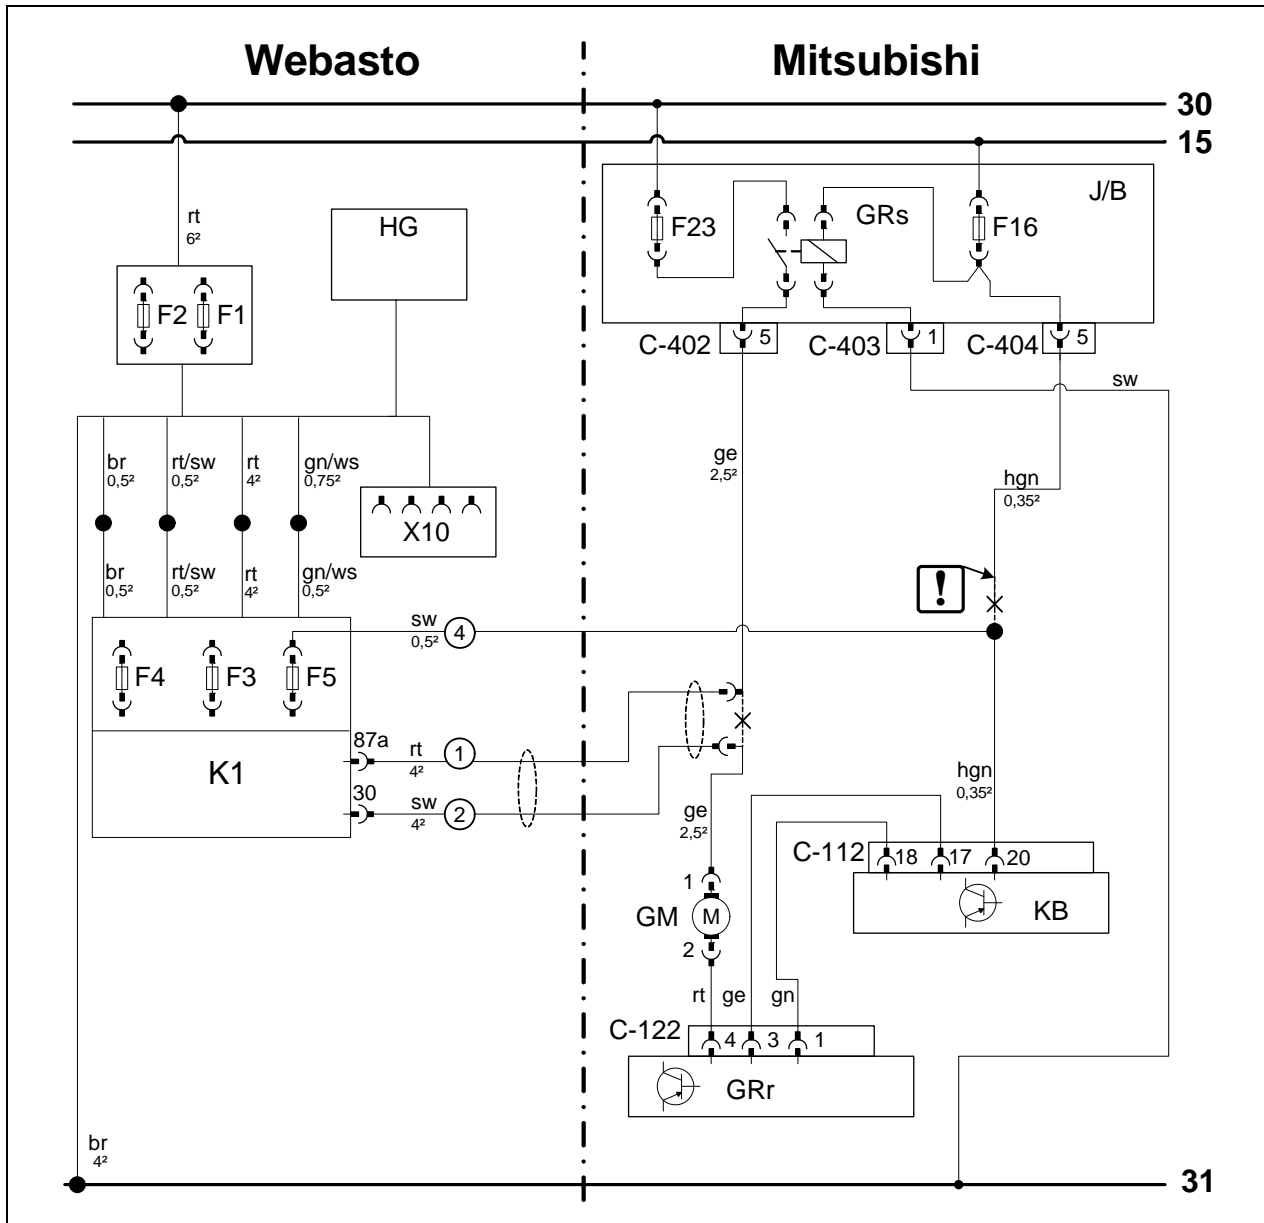 Webasto
Mitsubishi
30
15
J/B
rt
6²
HG
F23
GRs
F16
F2
F1
C-402
5
C-403
1
C-404
5
sw
br
0,5²
rt/sw
0,5²
rt
4²
gn/ws
0,75²
ge
2,5²
hgn
0,35²
X10
br
0,5²
rt/sw
0,5²
rt
4²
gn/ws
0,5²
!
sw
0,5²
4
F4
F3
F5
87a
rt
4²
1
K1
30
sw
4²
2
hgn
0,35²
ge
2,5²
C-112
18
17
20
1
GM
M
2
KB
rt
ge
gn
C-122
4
3
1
GRr
br
4²
31